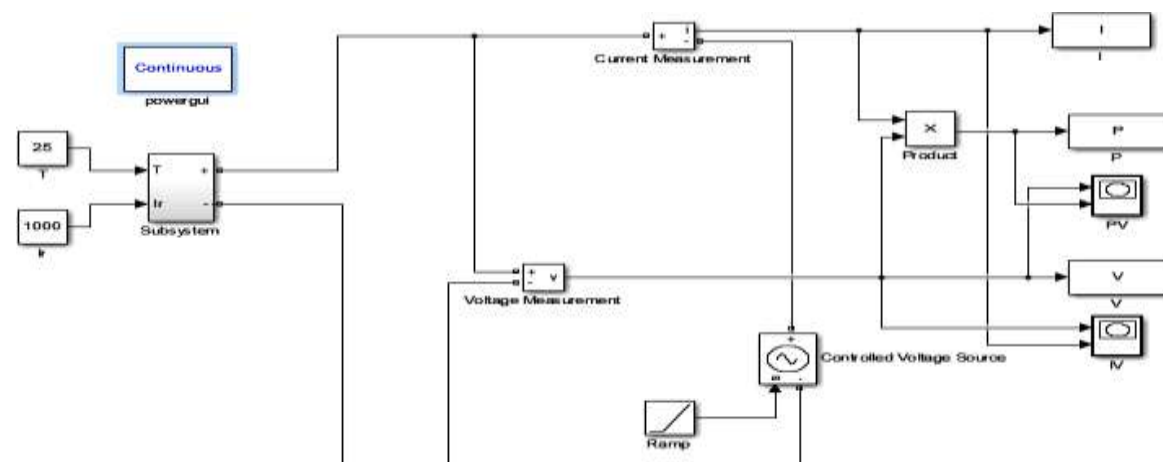 Continuous
powergui
25
T
1000
Ir
T
Ir
+
-
Subsystem
+
i
-
Current Measurement
I
I
X
Product
P
P
PV
+
-
v
Voltage Measurement
V
V
IV
+
-
Controlled Voltage Source
Ramp